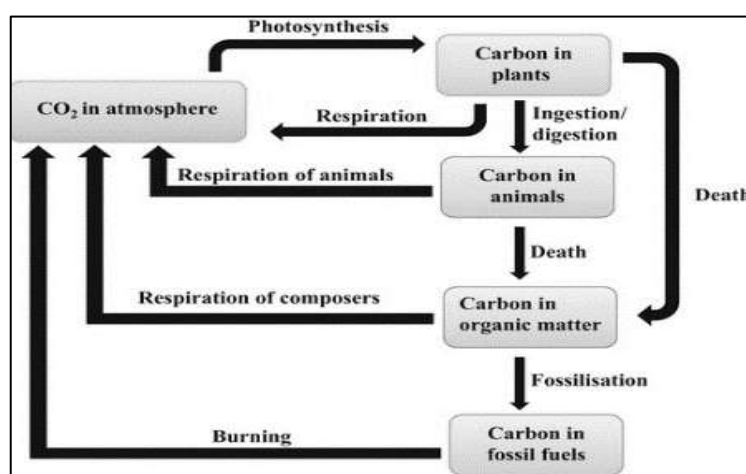 Photosynthesis
Carbon in
plants
CO₂ in atmosphere
Respiration
Ingestion/
digestion
Respiration of animals
Carbon in
animals
Death
Death
Respiration of composers
Carbon in
organic matter
Fossilisation
Burning
Carbon in
fossil fuels